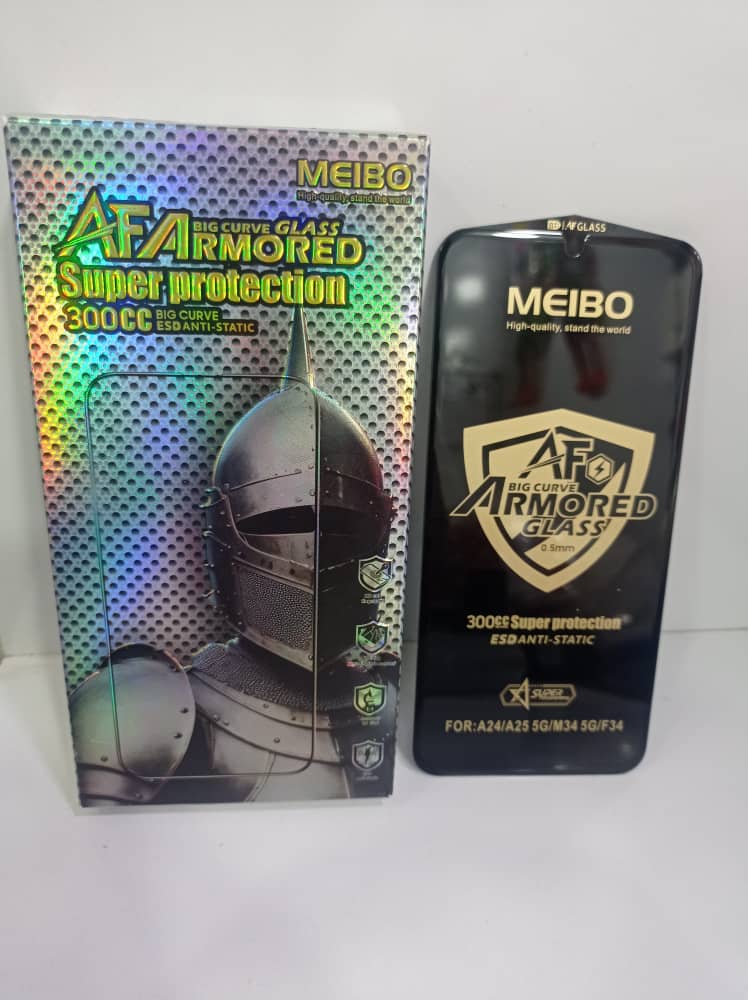 MEIBO
High-quality, stand the world
AF ARMORED
BIG CURVE GLASS
Super protection
300CC BIG CURVE
ESD ANTI-STATIC
AF GLASS
MEIBO
High-quality, stand the world
AF
BIG CURVE
ARMORED
GLASS
0.5mm
300CC Super protection
ESD ANTI-STATIC
SUPER
FOR:A24/A25 5G/M34 5G/F34